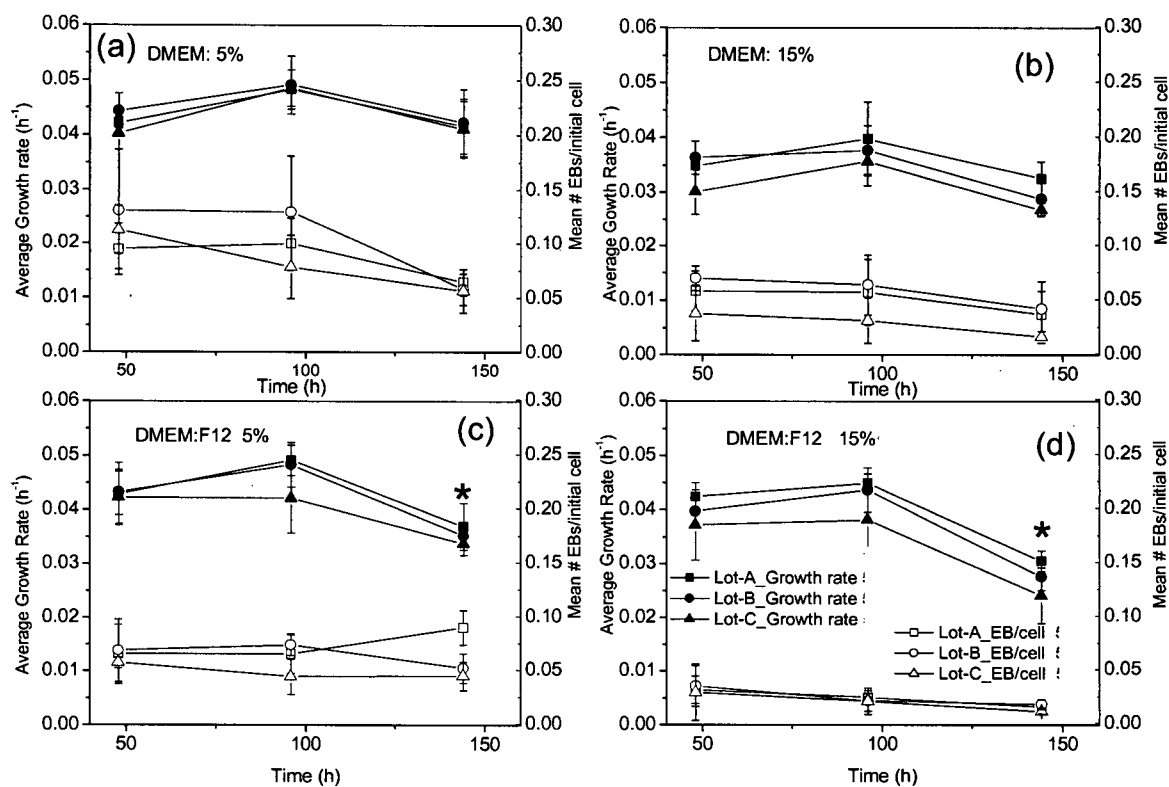 (a) DMEM: 5%
Average Growth rate (h-1)
0.06
0.05
0.04
0.03
0.02
0.01
0.00
0.30
0.25
0.20
0.15
0.10
0.05
0.00
Mean # EBs/initial cell
50 100 150
Time (h)
DMEM: 15% (b)
Average Gowth rate (h-1)
0.06
0.05
0.04
0.03
0.02
0.01
0.00
0.30
0.25
0.20
0.15
0.10
0.05
0.00
Mean # EBs/initial cell
50 100 150
Time (h)
DMEM:F12 5% (c)
Average Growth Rate (h-1)
0.06
0.05
0.04
0.03
0.02
0.01
0.00
0.30
0.25
0.20
0.15
0.10
0.05
0.00
Mean # EBs/initial cell
*
50 100 150
Time (h)
DMEM:F12 15% (d)
Average Growth Rate (h-1)
0.06
0.05
0.04
0.03
0.02
0.01
0.00
0.30
0.25
0.20
0.15
0.10
0.05
0.00
Mean # EBs/initial cell
*
Lot-A_Growth rate
Lot-B_Growth rate
Lot-C_Growth rate
Lot-A_EB/cell
Lot-B_EB/cell
Lot-C_EB/cell
50 100 150
Time (h)